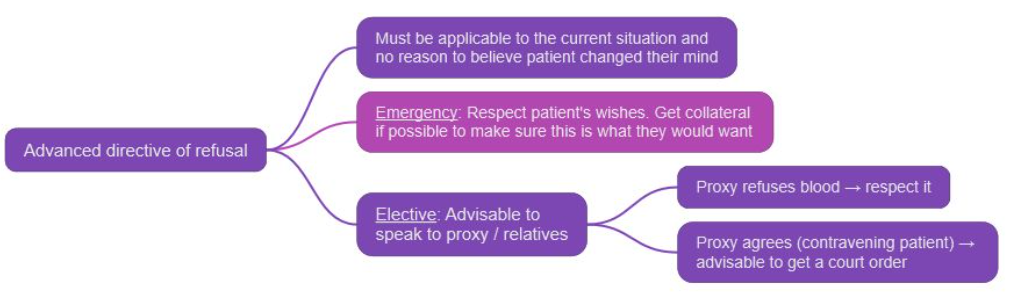 Must be applicable to the current situation and
no reason to believe patient changed their mind
Emergency: Respect patient's wishes. Get collateral
if possible to make sure this is what they would want
Advanced directive of refusal
Elective: Advisable to
speak to proxy / relatives
Proxy refuses blood → respect it
Proxy agrees (contravening patient) →
advisable to get a court order